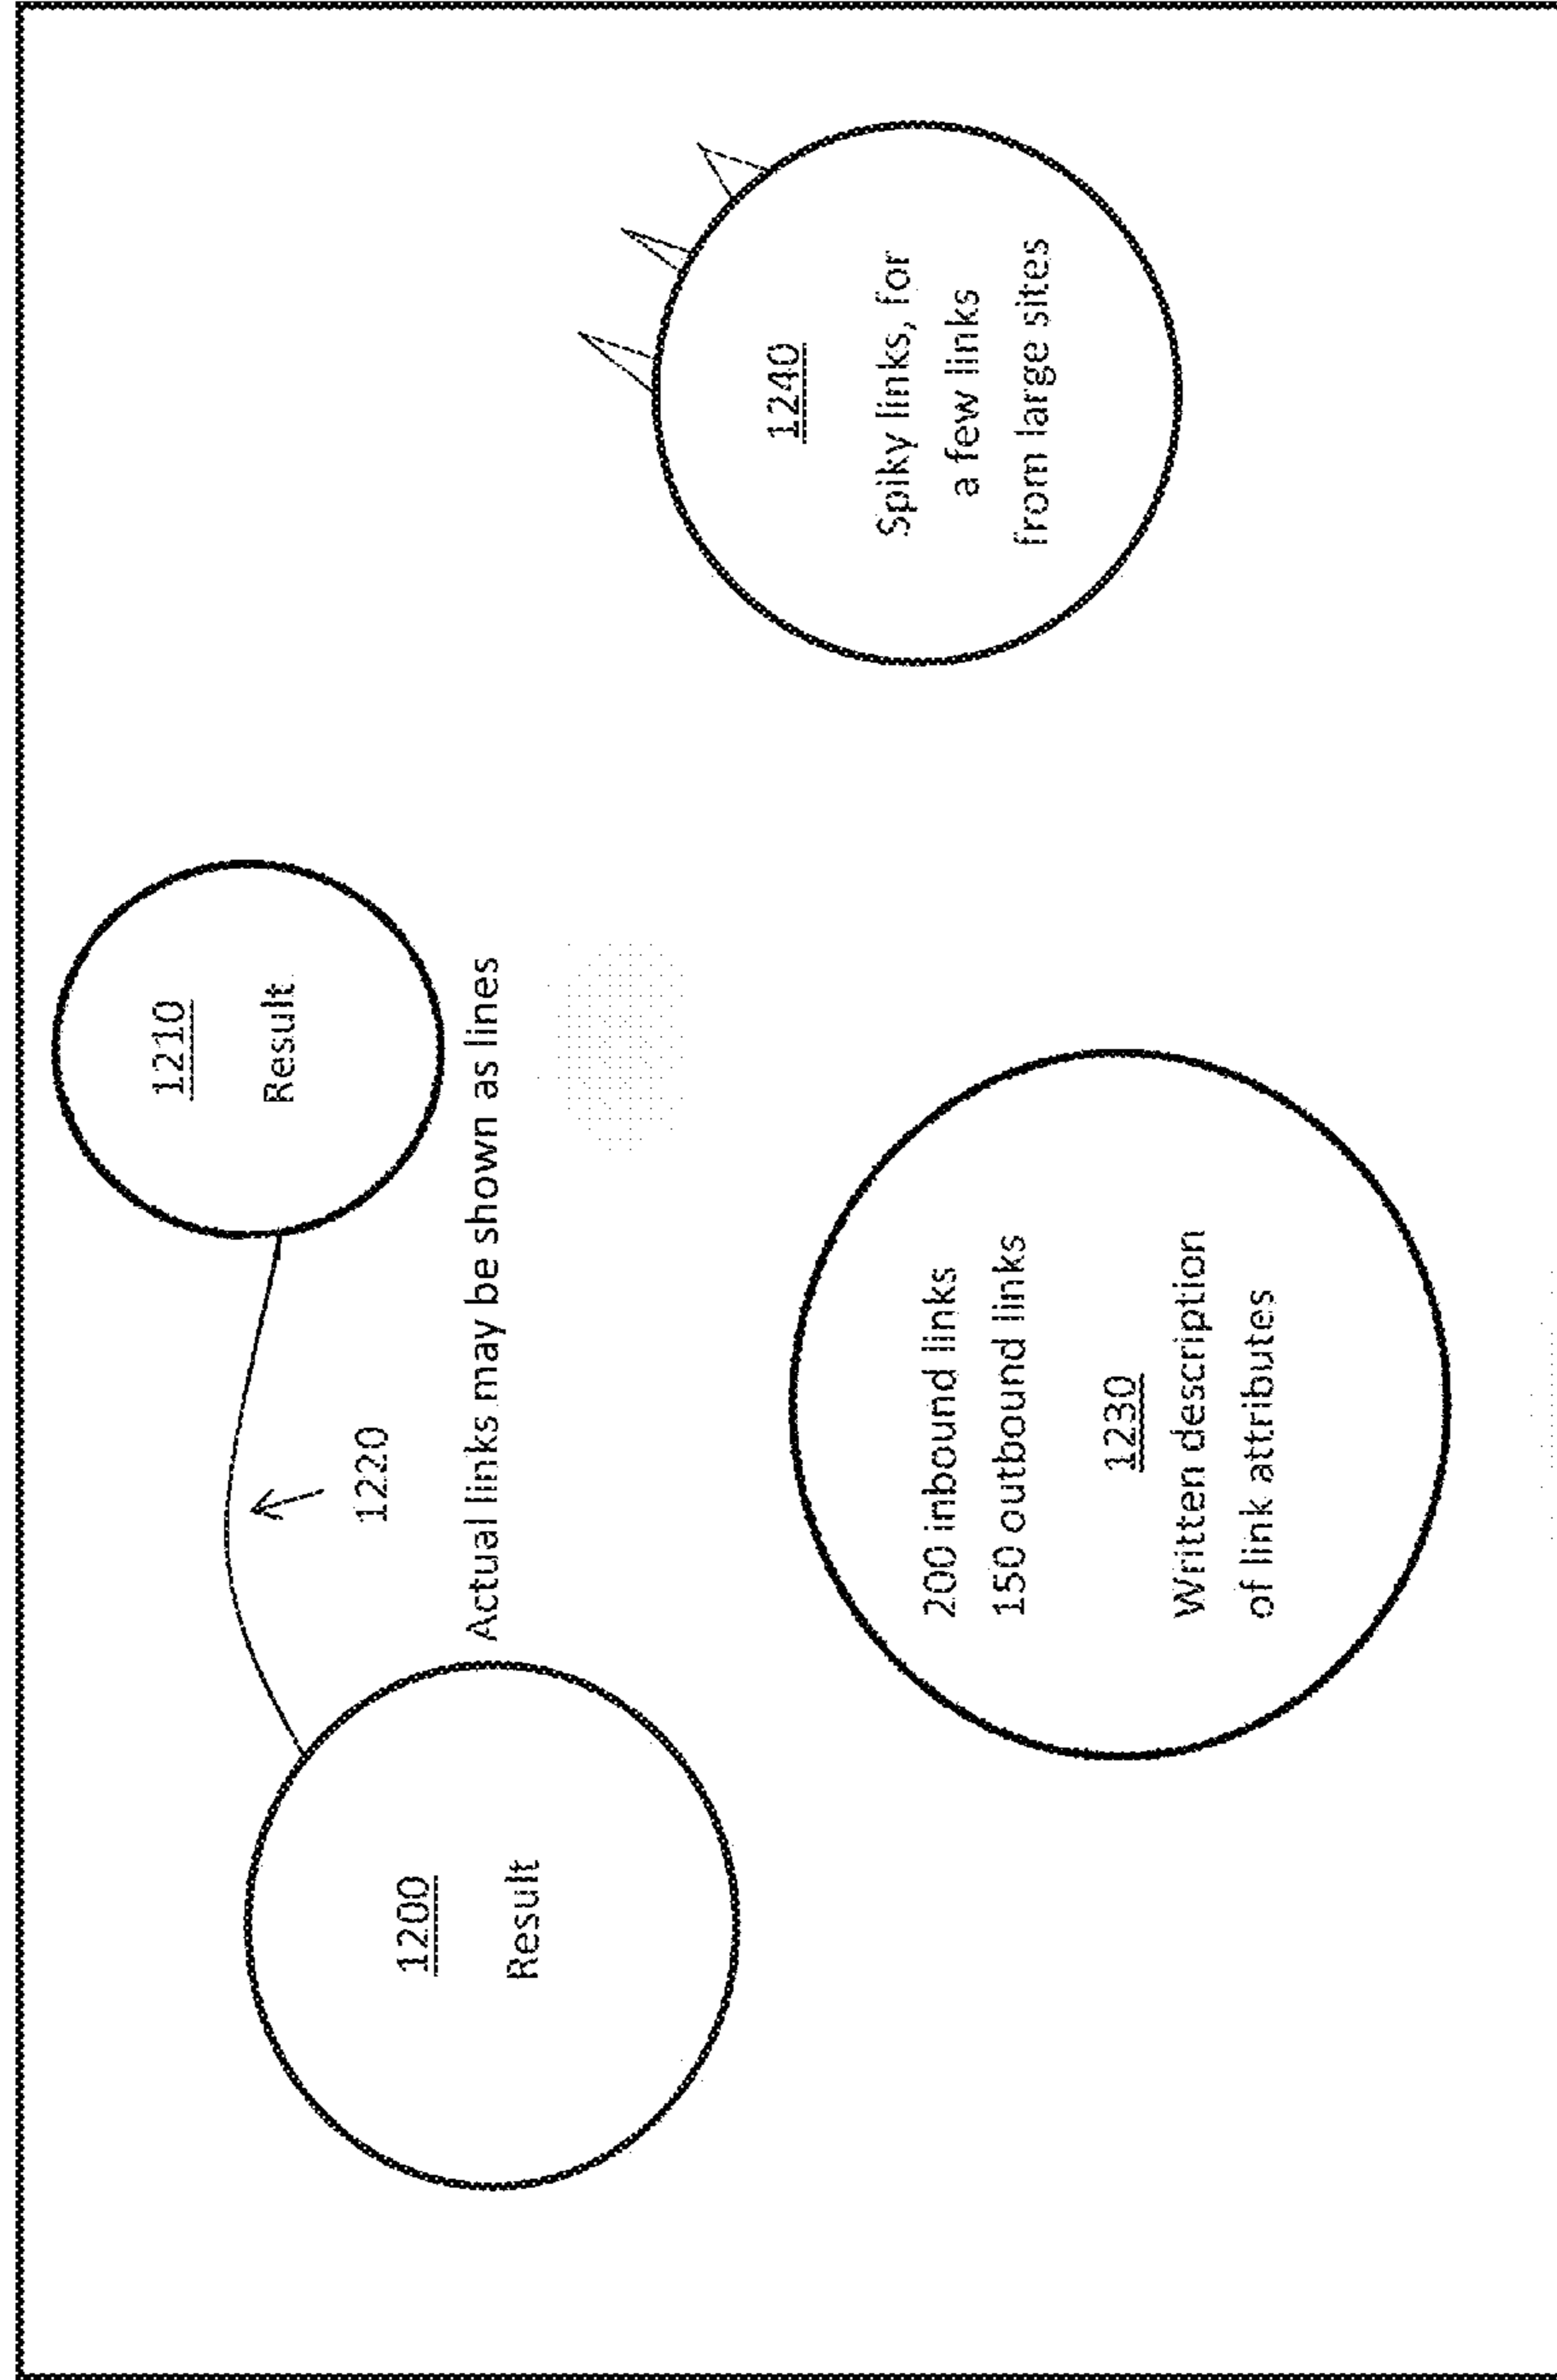 1210
Result
1220
Actual links may be shown as lines
1200
Result
1240
Spiky links, for
a few links
from large sites
200 inbound links
150 outbound links
1230
Written description
of link attributes